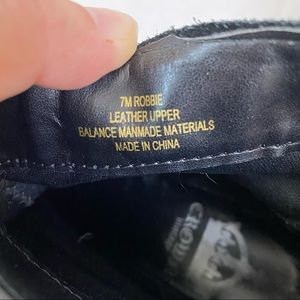 7M ROBBIE
LEATHER UPPER
BALANCE MANMADE MATERIALS
MADE IN CHINA